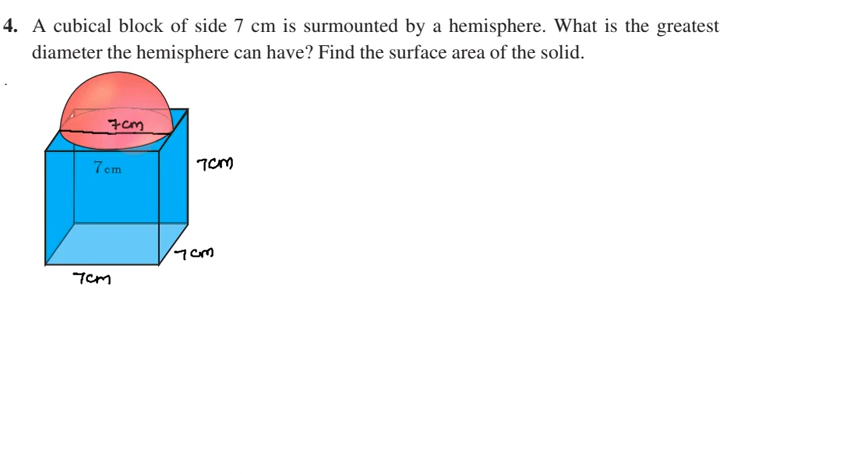 4. A cubical block of side 7 cm is surmounted by a hemisphere. What is the greatest
diameter the hemisphere can have? Find the surface area of the solid.
7cm
7cm
7cm
7cm
7cm